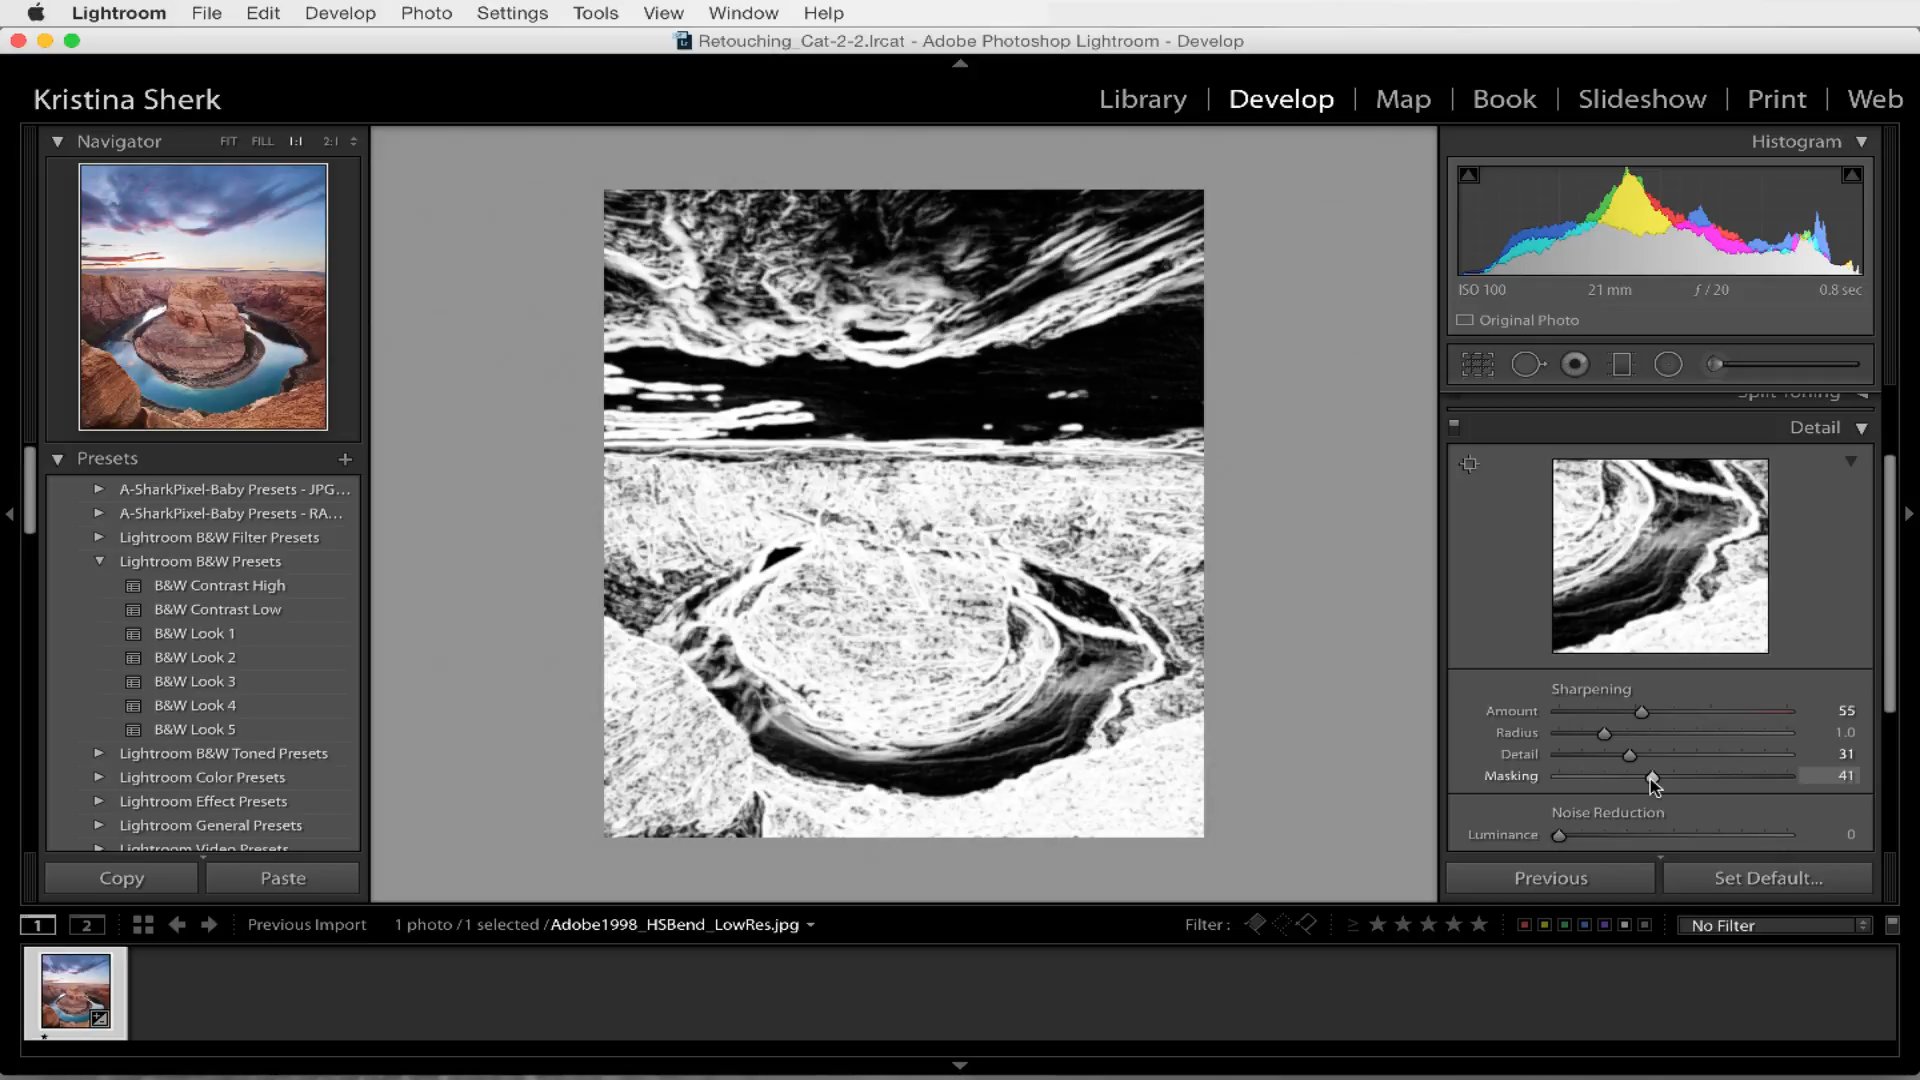 Lightroom File Edit Develop Photo Settings Tools View Window Help
Retouching_Cat-2-2.lrcat - Adobe Photoshop Lightroom - Develop
Kristina Sherk
Library | Develop | Map | Book | Slideshow | Print | Web
Navigator FIT FILL 1:1 2:1
Presets +
A-SharkPixel-Baby Presets - JPG...
A-SharkPixel-Baby Presets - RA...
Lightroom B&W Filter Presets
Lightroom B&W Presets
B&W Contrast High
B&W Contrast Low
B&W Look 1
B&W Look 2
B&W Look 3
B&W Look 4
B&W Look 5
Lightroom B&W Toned Presets
Lightroom Color Presets
Lightroom Effect Presets
Lightroom General Presets
Lightroom Video Presets
Copy Paste
Histogram
ISO 100 21 mm ƒ / 20 0.8 sec
Original Photo
Split Toning
Detail
Sharpening
Amount 55
Radius 1.0
Detail 31
Masking 41
Noise Reduction
Luminance 0
Previous Set Default...
1 2 Previous Import 1 photo / 1 selected / Adobe1998_HSBend_LowRes.jpg Filter : ≥ ★ ★ ★ ★ ★ No Filter